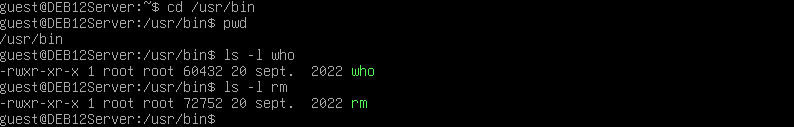 guest@DEB12Server:~$ cd /usr/bin
guest@DEB12Server:/usr/bin$ pwd
/usr/bin
guest@DEB12Server:/usr/bin$ ls -l who
-rwxr-xr-x 1 root root 60432 20 sept.  2022 who
guest@DEB12Server:/usr/bin$ ls -l rm
-rwxr-xr-x 1 root root 72752 20 sept.  2022 rm
guest@DEB12Server:/usr/bin$